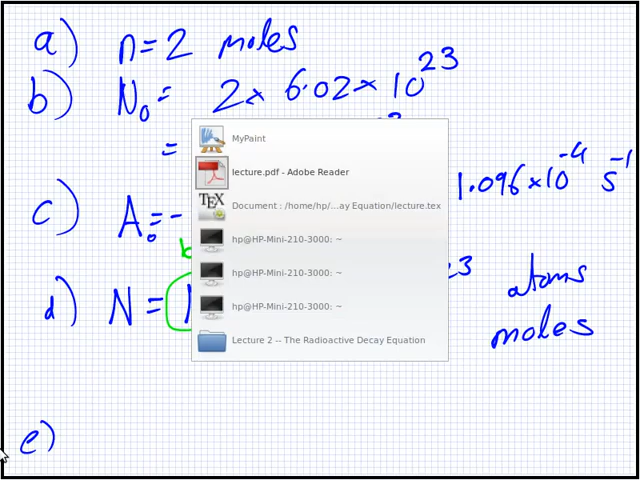 a) n=2 moles
b) N₀= 2× 6.02×10²³
=
1.096×10⁻⁴ s⁻¹
c) A₀=-
d) N=
atoms
moles
e)
MyPaint
lecture.pdf - Adobe Reader
Document : /home/hp/...ay Equation/lecture.tex
hp@HP-Mini-210-3000: ~
hp@HP-Mini-210-3000: ~
hp@HP-Mini-210-3000: ~
Lecture 2 -- The Radioactive Decay Equation